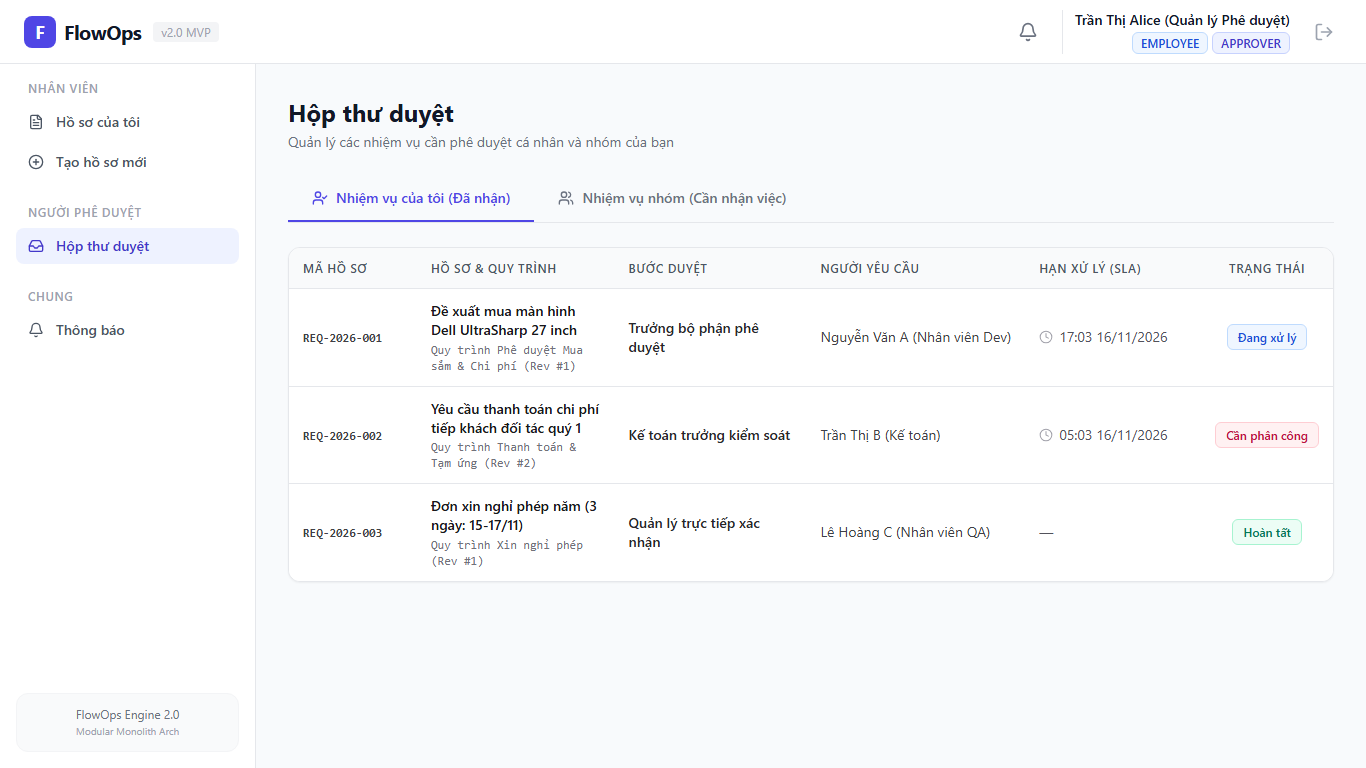 F FlowOps v2.0 MVP
Trần Thị Alice (Quản lý Phê duyệt)
EMPLOYEE APPROVER
NHÂN VIÊN
Hồ sơ của tôi
Tạo hồ sơ mới
NGƯỜI PHÊ DUYỆT
Hộp thư duyệt
CHUNG
Thông báo
FlowOps Engine 2.0
Modular Monolith Arch
Hộp thư duyệt
Quản lý các nhiệm vụ cần phê duyệt cá nhân và nhóm của bạn
Nhiệm vụ của tôi (Đã nhận) Nhiệm vụ nhóm (Cần nhận việc)
MÃ HỒ SƠ HỒ SƠ & QUY TRÌNH BƯỚC DUYỆT NGƯỜI YÊU CẦU HẠN XỬ LÝ (SLA) TRẠNG THÁI
REQ-2026-001
Đề xuất mua màn hình
Dell UltraSharp 27 inch
Quy trình Phê duyệt Mua
sắm & Chi phí (Rev #1)
Trưởng bộ phận phê
duyệt
Nguyễn Văn A (Nhân viên Dev)
17:03 16/11/2026
Đang xử lý
REQ-2026-002
Yêu cầu thanh toán chi phí
tiếp khách đối tác quý 1
Quy trình Thanh toán &
Tạm ứng (Rev #2)
Kế toán trưởng kiểm soát
Trần Thị B (Kế toán)
05:03 16/11/2026
Cần phân công
REQ-2026-003
Đơn xin nghỉ phép năm (3
ngày: 15-17/11)
Quy trình Xin nghỉ phép
(Rev #1)
Quản lý trực tiếp xác
nhận
Lê Hoàng C (Nhân viên QA)
—
Hoàn tất